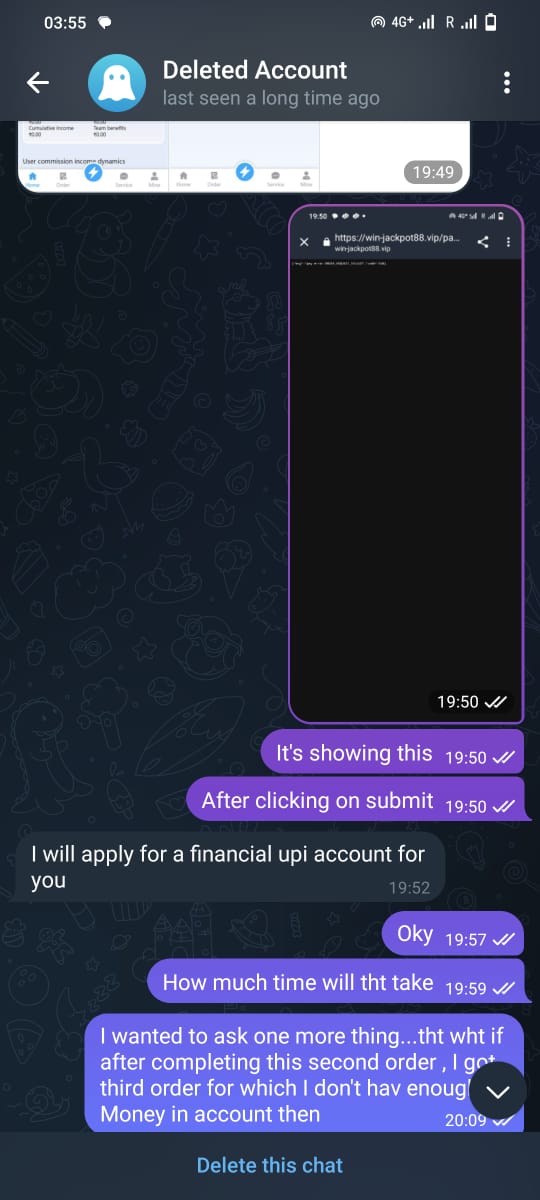 03:55
4G+
R
Deleted Account
last seen a long time ago
Cumulative Income
Team benefits
₹0.00
₹0.00
User commission income dynamics
Home
Order
Service
Mine
Home
Order
Service
Mine
19:49
19:50
https://win-jackpot88.vip/pa...
win-jackpot88.vip
19:50
It's showing this 19:50
After clicking on submit 19:50
I will apply for a financial upi account for
you
19:52
Oky 19:57
How much time will tht take 19:59
I wanted to ask one more thing...tht wht if
after completing this second order , I got
third order for which I don't hav enoug
Money in account then
20:09
Delete this chat